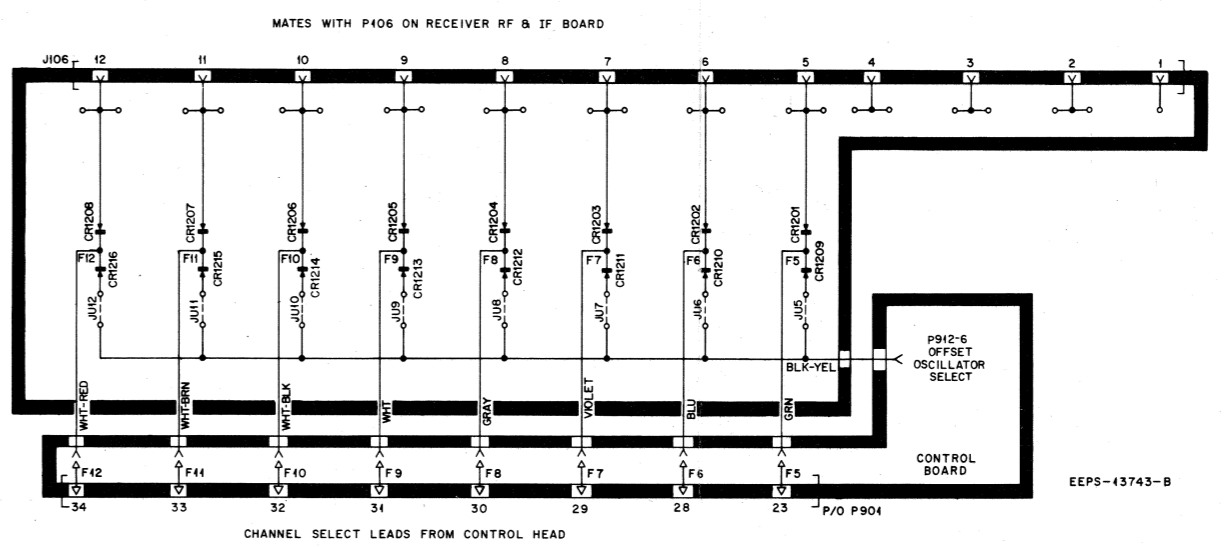 MATES WITH P106 ON RECEIVER RF & IF BOARD
J106 12 11 10 9 8 7 6 5 4 3 2 1
CR1208 CR1207 CR1206 CR1205 CR1204 CR1203 CR1202 CR1201
F12 F11 F10 F9 F8 F7 F6 F5
CR1216 CR1215 CR1214 CR1213 CR1212 CR1211 CR1210 CR1209
JU12 JU11 JU10 JU9 JU8 JU7 JU6 JU5
BLK-YEL
P912-6
OFFSET
OSCILLATOR
SELECT
WHT-RED WHT-BRN WHT-BLK WHT GRAY VIOLET BLU GRN
CONTROL
BOARD
F12 F11 F10 F9 F8 F7 F6 F5
EEPS-13743-B
34 33 32 31 30 29 28 23 P/O P901
CHANNEL SELECT LEADS FROM CONTROL HEAD